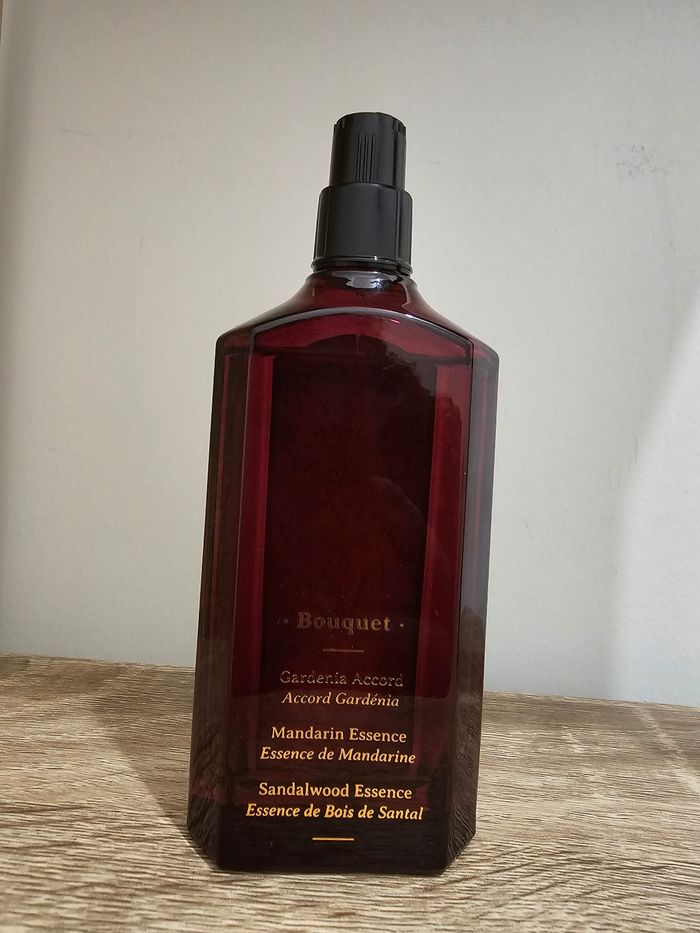 · Bouquet ·
Gardenia Accord
Accord Gardénia
Mandarin Essence
Essence de Mandarine
Sandalwood Essence
Essence de Bois de Santal